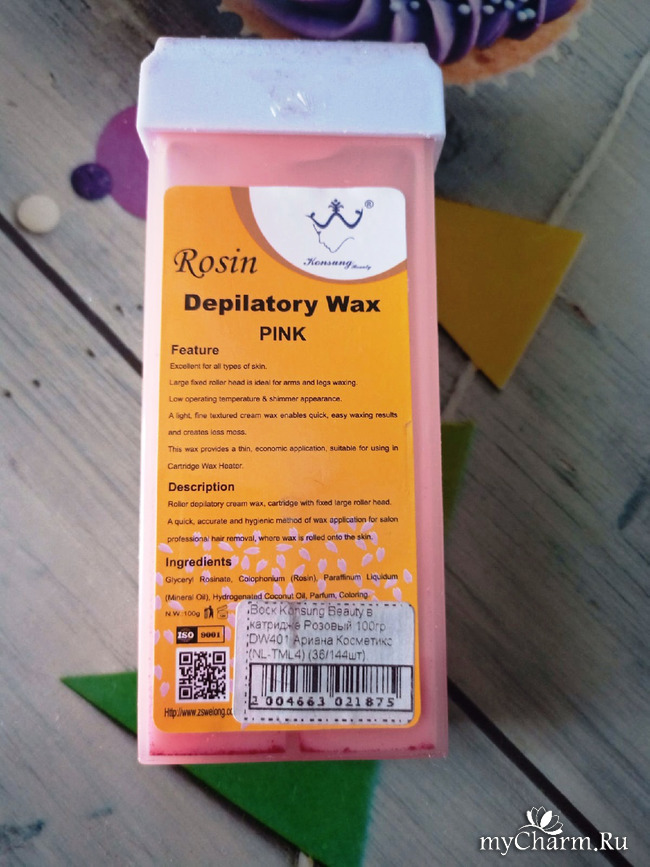 ®
Konsung Beauty
Rosin
Depilatory Wax
PINK
Feature
Excellent for all types of skin.
Large fixed roller head is ideal for arms and legs waxing.
Low operating temperature & shimmer appearance.
A light, fine textured cream wax enables quick, easy waxing results
and creates less mess.
This wax provides a thin, economic application, suitable for using in
Cartridge Wax Heater.
Description
Roller depilatory cream wax, cartridge with fixed large roller head.
A quick, accurate and hygienic method of wax application for salon
professional hair removal, where wax is rolled onto the skin.
Ingredients
Glyceryl Rosinate, Colophonium (Rosin), Paraffinum Liquidum
(Mineral Oil), Hydrogenated Coconut Oil, Parfum, Coloring.
N.W.:100g
ISO 9001
Http://www.zswelong.co
Воск Konsung Beauty в
катридже Розовый 100гр
DW401 Ариана Косметикс
(NL-TML4) (36/144шт)
2 004663 021875
myCharm.Ru